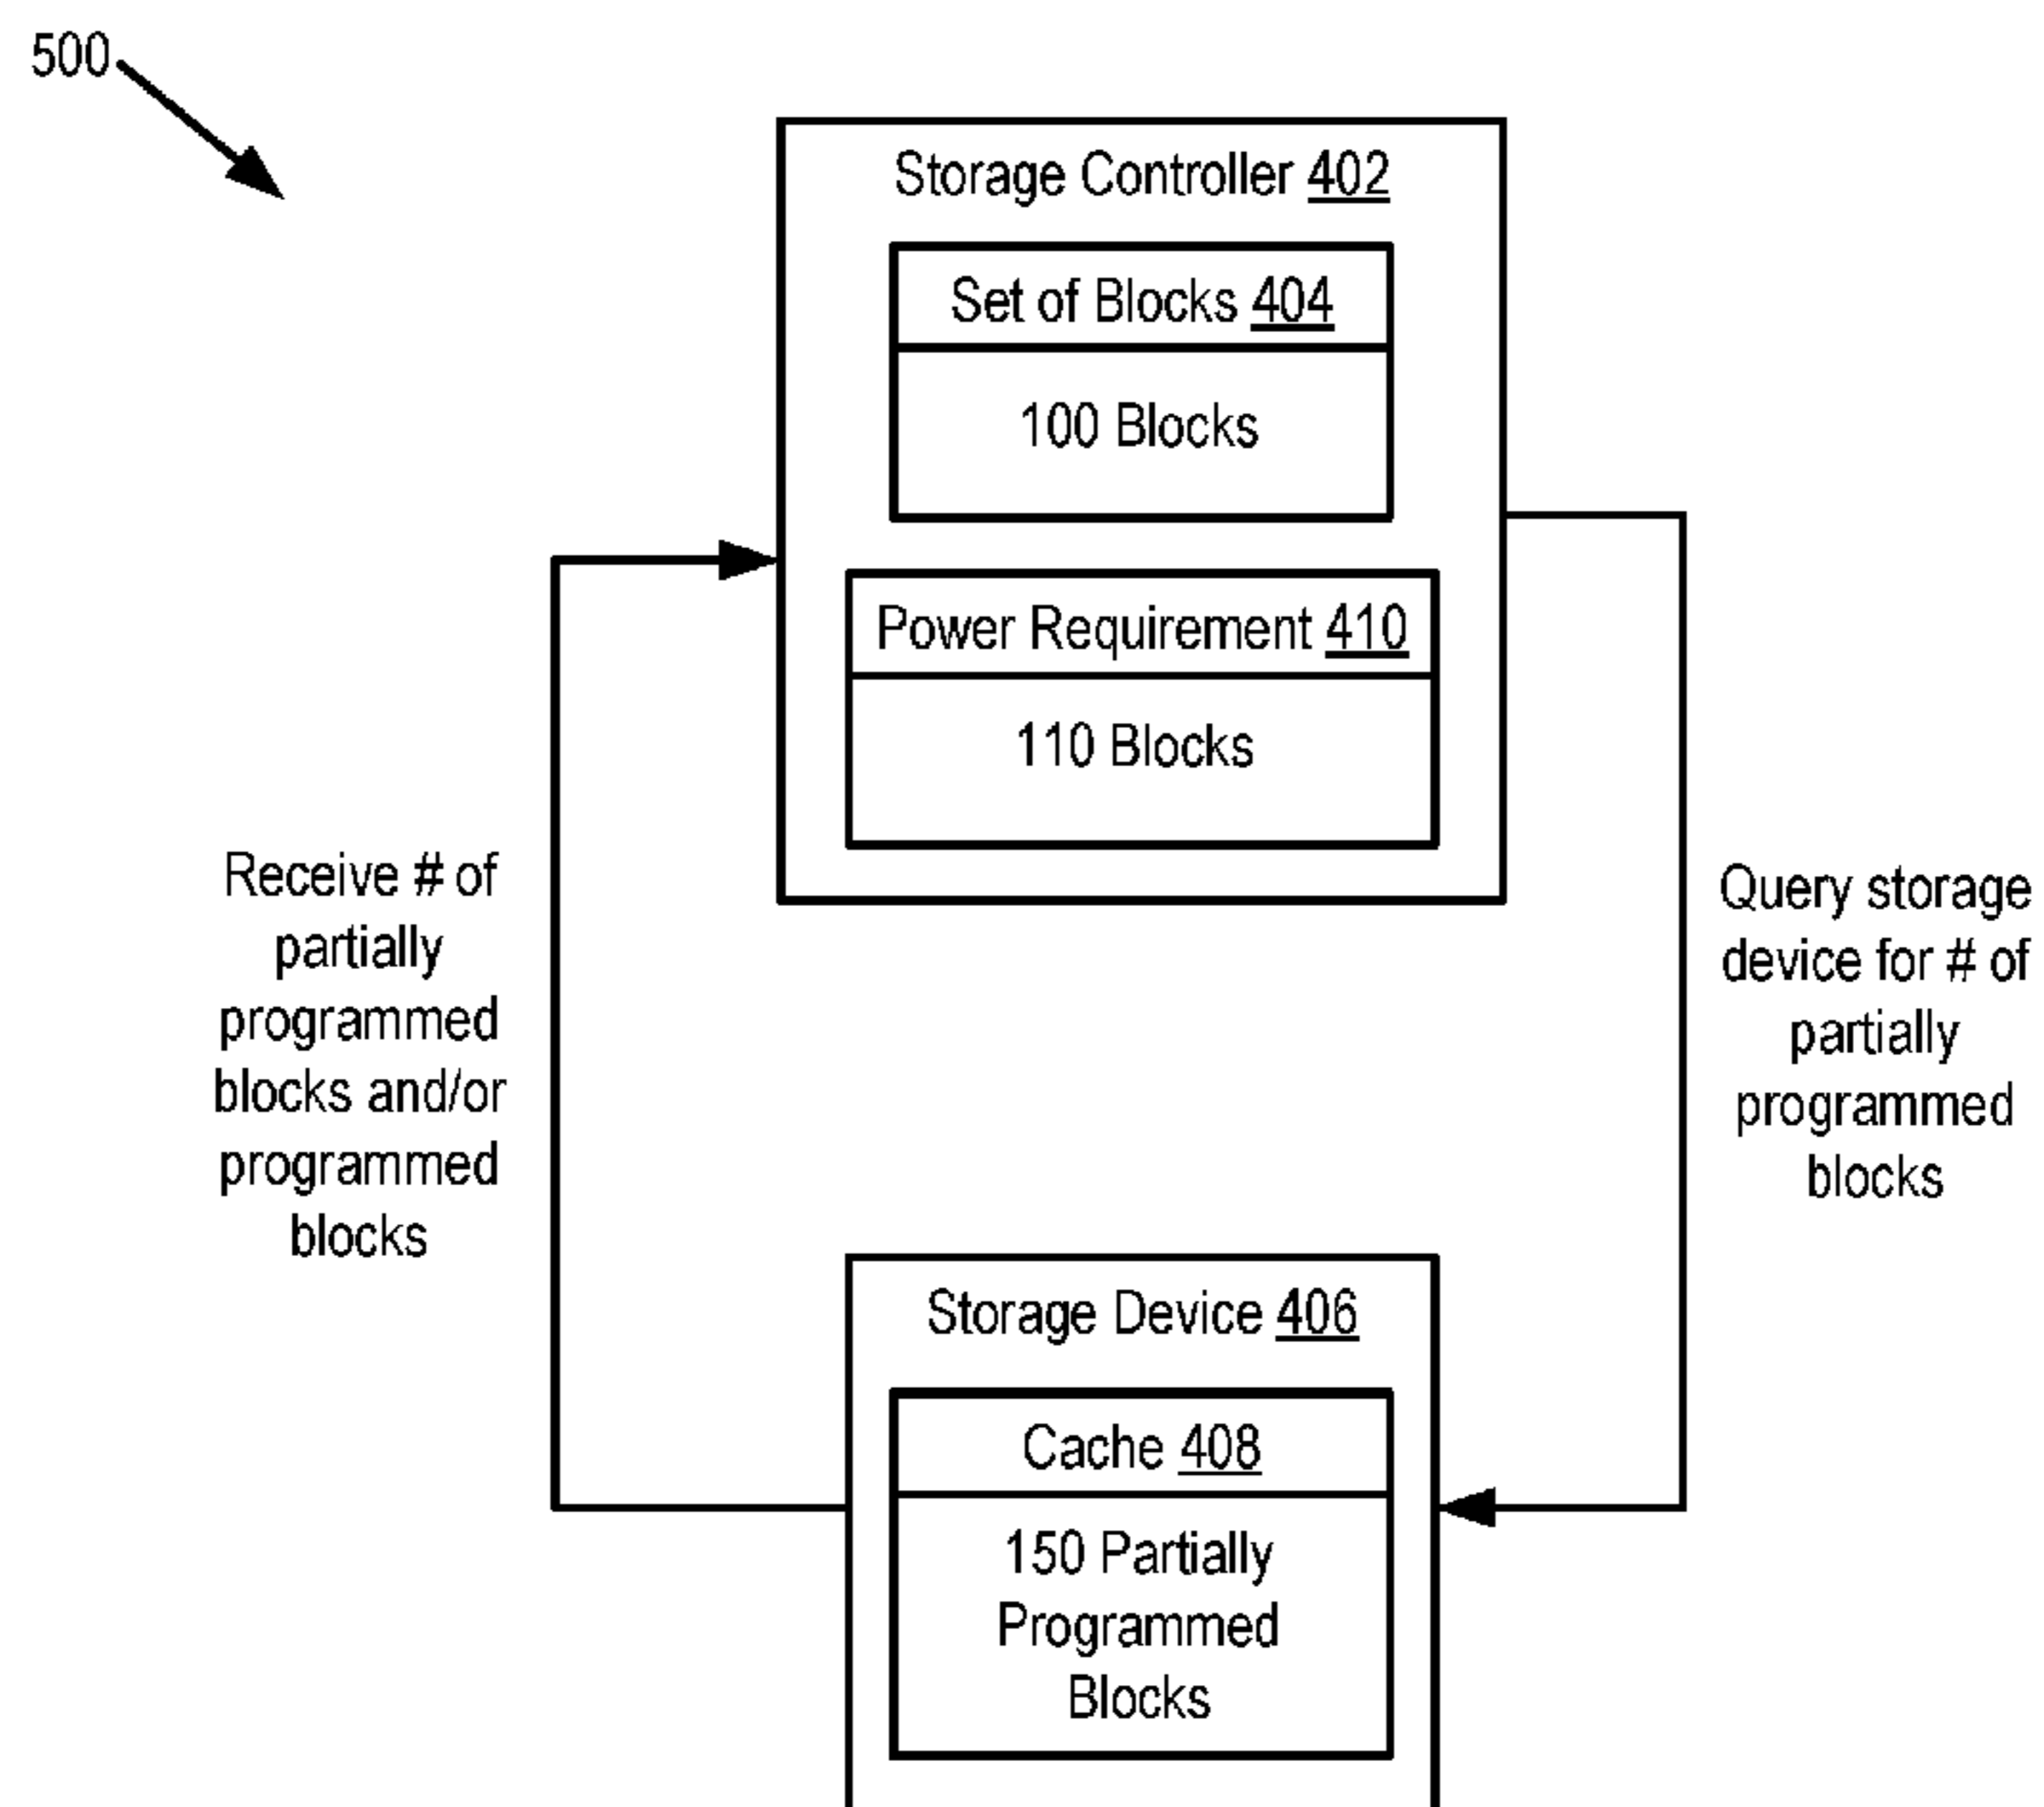 500
Storage Controller 402
Set of Blocks 404
100 Blocks
Power Requirement 410
110 Blocks
Receive # of
partially
programmed
blocks and/or
programmed
blocks
Query storage
device for # of
partially
programmed
blocks
Storage Device 406
Cache 408
150 Partially
Programmed
Blocks